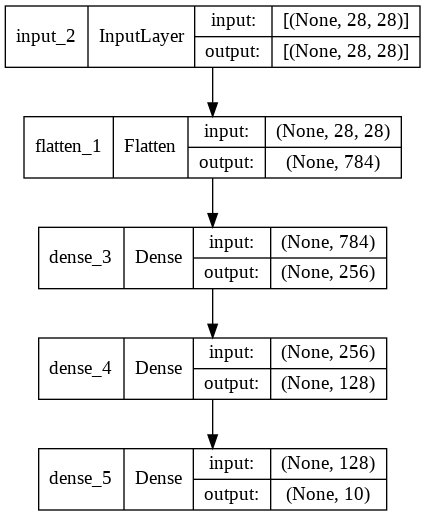 input_2 InputLayer input: [(None, 28, 28)]
output: [(None, 28, 28)]
flatten_1 Flatten input: (None, 28, 28)
output: (None, 784)
dense_3 Dense input: (None, 784)
output: (None, 256)
dense_4 Dense input: (None, 256)
output: (None, 128)
dense_5 Dense input: (None, 128)
output: (None, 10)